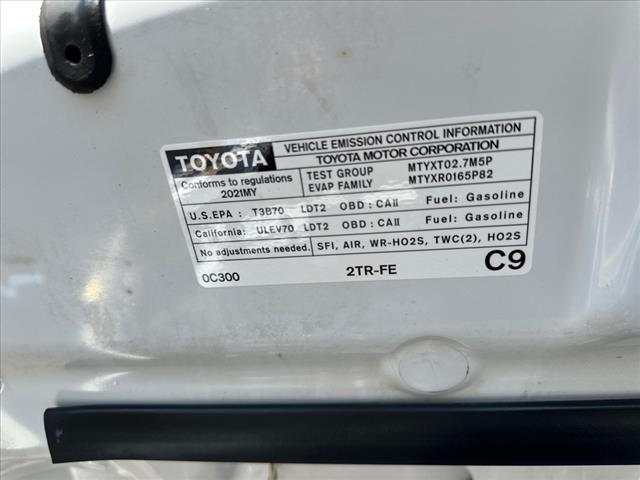 TOYOTA
VEHICLE EMISSION CONTROL INFORMATION
TOYOTA MOTOR CORPORATION
Conforms to regulations
2021MY
TEST GROUP MTYXT02.7M5P
EVAP FAMILY MTYXR0165P82
U.S.EPA : T3B70 LDT2 OBD : CAII Fuel: Gasoline
California: ULEV70 LDT2 OBD : CAII Fuel: Gasoline
No adjustments needed. SFI, AIR, WR-HO2S, TWC(2), HO2S
0C300 2TR-FE C9